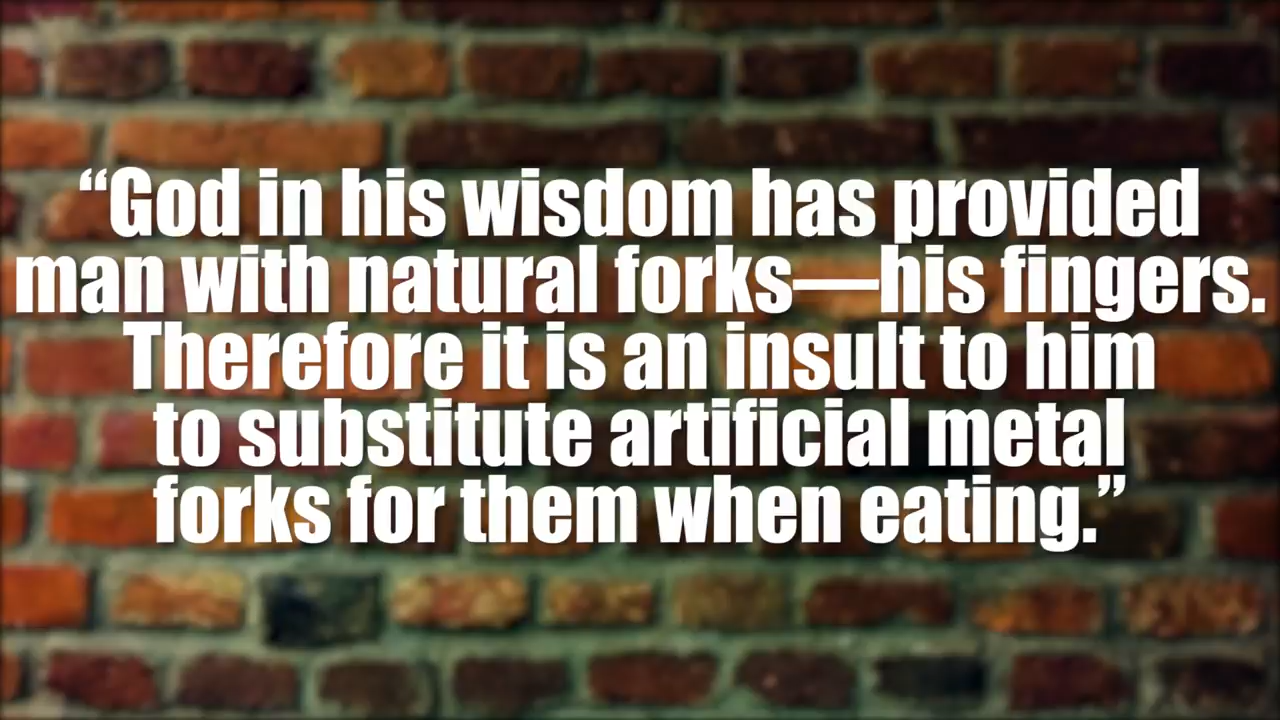 “God in his wisdom has provided
man with natural forks—his fingers.
Therefore it is an insult to him
to substitute artificial metal
forks for them when eating.”